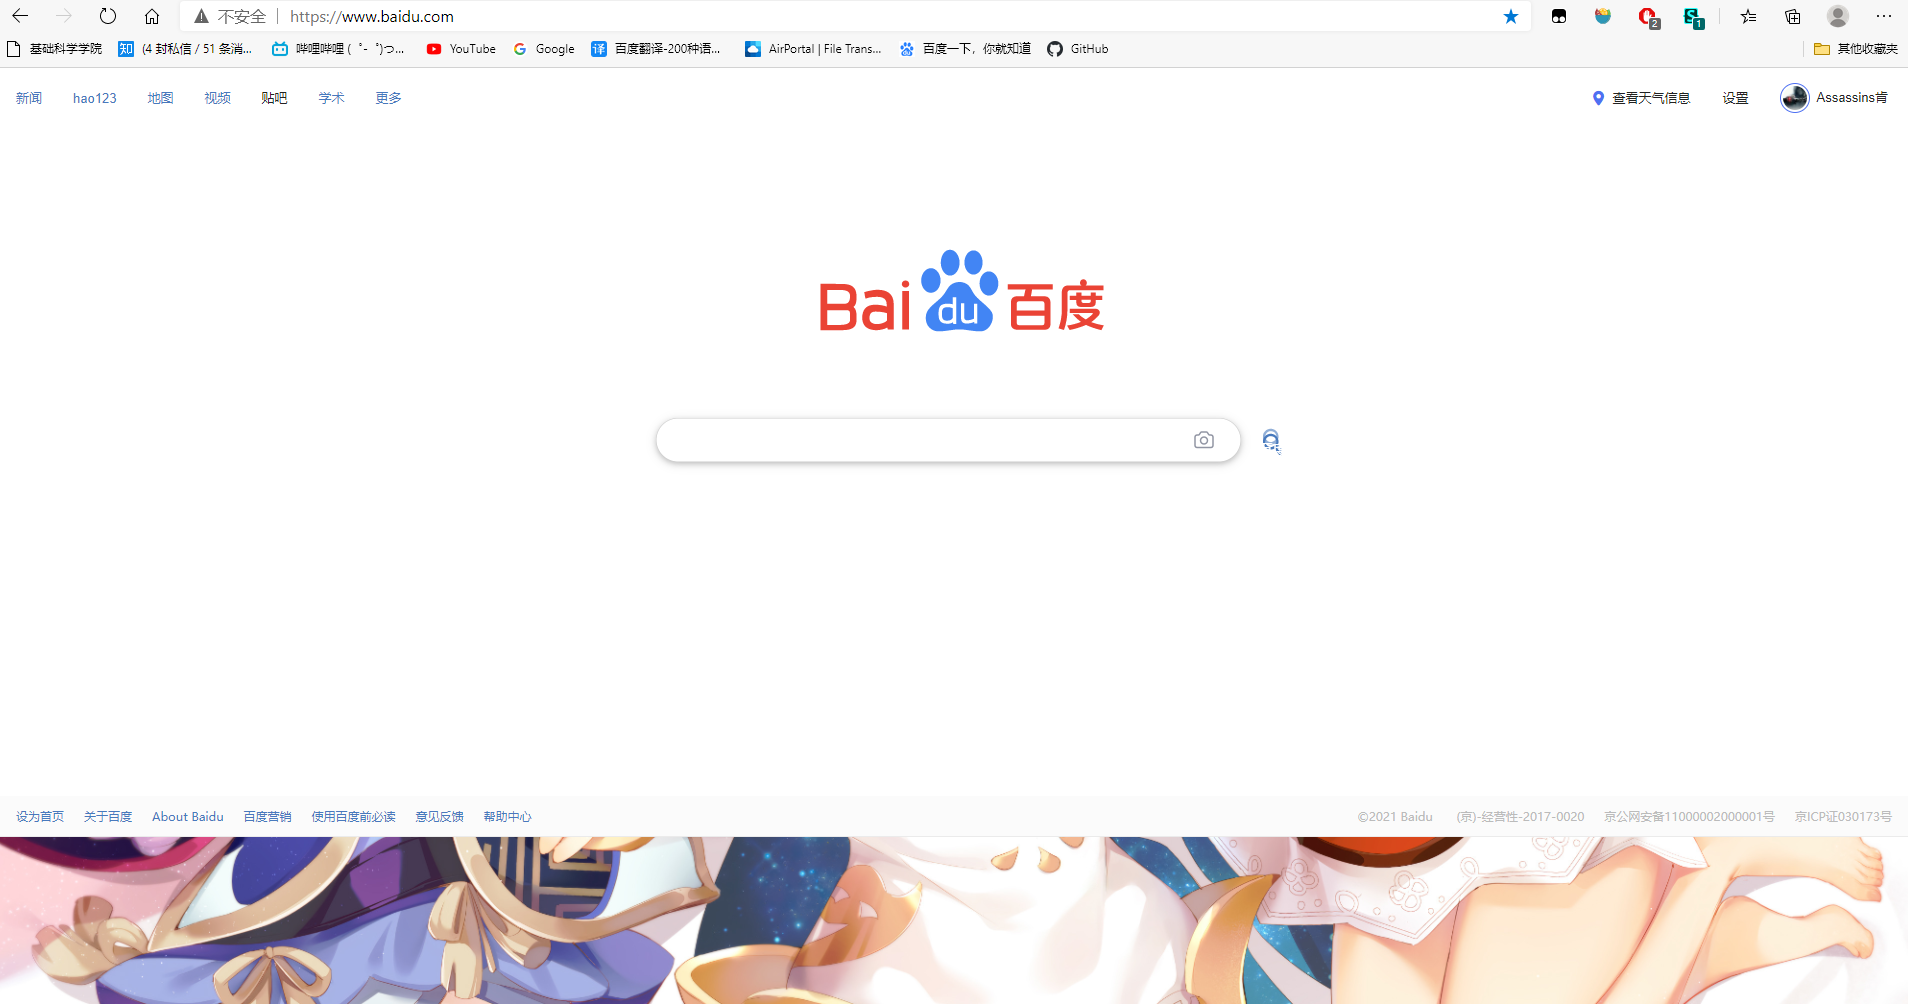 不安全 https://www.baidu.com
2 1
基础科学学院 知 (4 封私信 / 51 条消... 哔哩哔哩 ( ゜- ゜)つ... YouTube Google 译 百度翻译-200种语... AirPortal | File Trans... 百度一下，你就知道 GitHub 其他收藏夹
新闻 hao123 地图 视频 贴吧 学术 更多 查看天气信息 设置 Assassins肯
Bai du 百度
设为首页 关于百度 About Baidu 百度营销 使用百度前必读 意见反馈 帮助中心 ©2021 Baidu (京)-经营性-2017-0020 京公网安备11000002000001号 京ICP证030173号